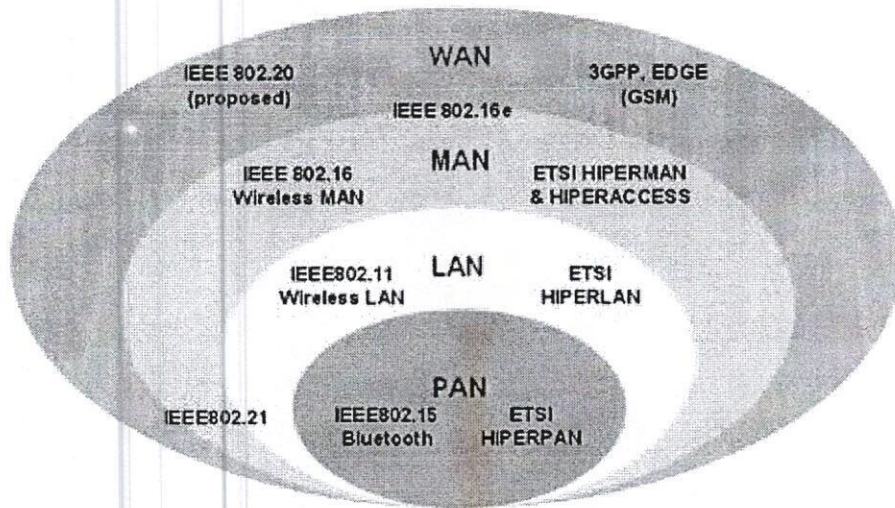 WAN
IEEE 802.20
(proposed)
3GPP, EDGE
(GSM)
IEEE 802.16e
MAN
IEEE 802.16
Wireless MAN
ETSI HIPERMAN
& HIPERACCESS
LAN
IEEE802.11
Wireless LAN
ETSI
HIPERLAN
PAN
IEEE802.21
IEEE802.15
Bluetooth
ETSI
HIPERPAN